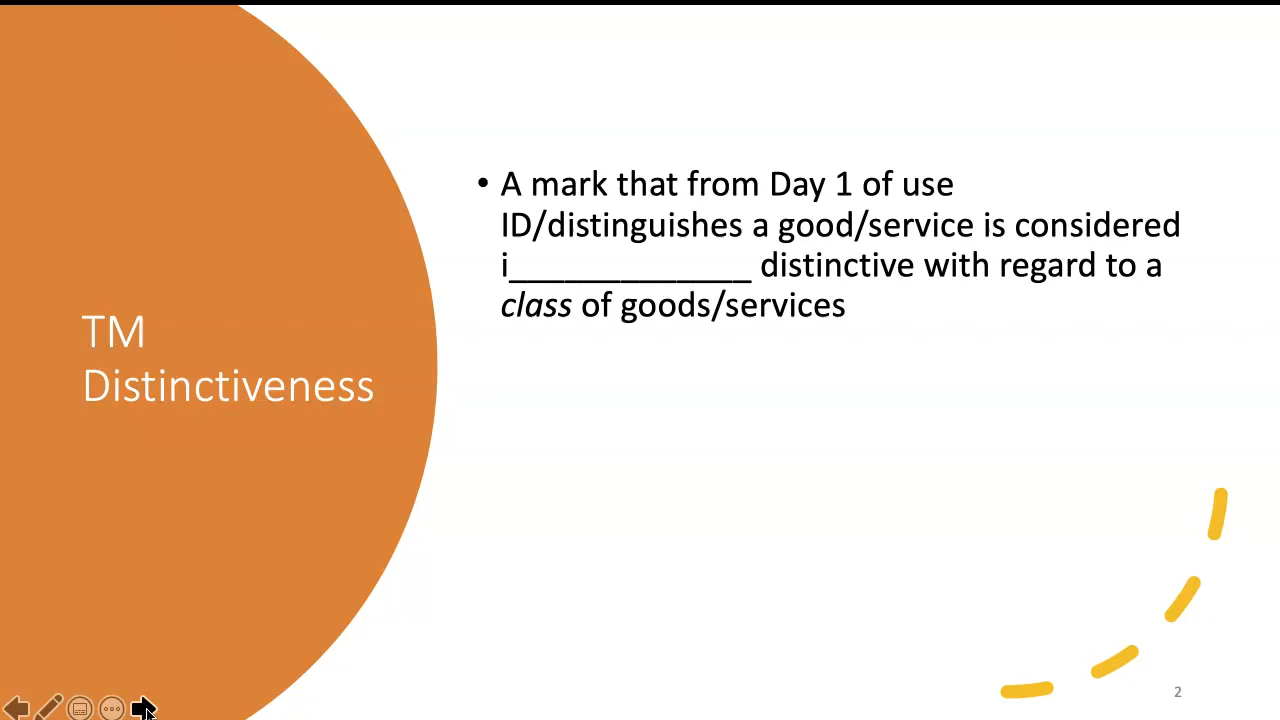 TM
Distinctiveness
• A mark that from Day 1 of use
ID/distinguishes a good/service is considered
i_____________ distinctive with regard to a
class of goods/services
2